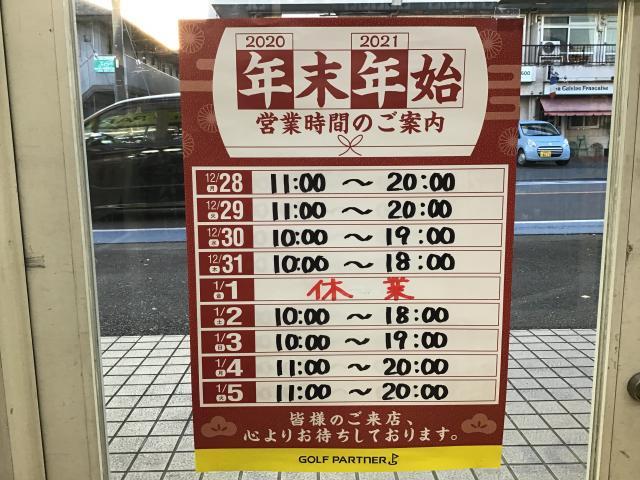 2020 2021
年末年始
営業時間のご案内
12/28 月 11:00 ～ 20:00
12/29 火 11:00 ～ 20:00
12/30 水 10:00 ～ 19:00
12/31 木 10:00 ～ 18:00
1/1 金 休業
1/2 土 10:00 ～ 18:00
1/3 日 10:00 ～ 19:00
1/4 月 11:00 ～ 20:00
1/5 火 11:00 ～ 20:00
皆様のご来店、
心よりお待ちしております。
GOLF PARTNER